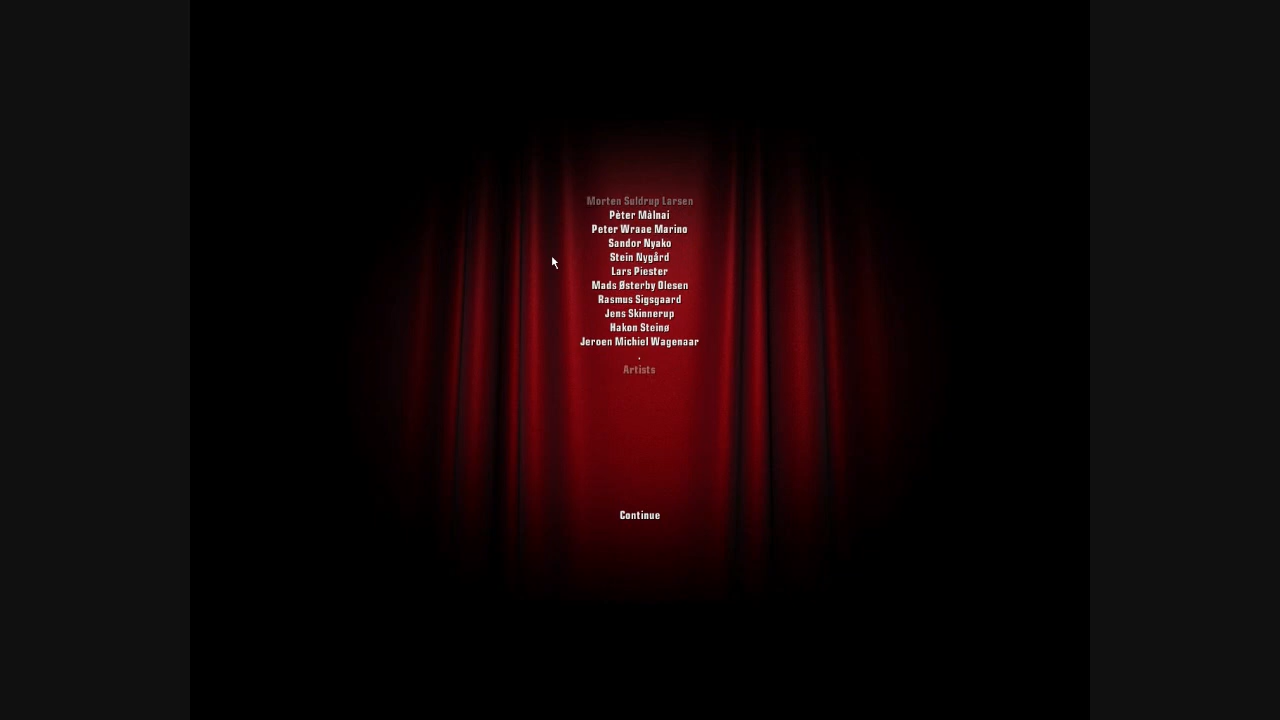 Morten Suldrup Larsen
Pèter Màlnai
Peter Wraae Marino
Sandor Nyako
Stein Nygård
Lars Piester
Mads Østerby Olesen
Rasmus Sigsgaard
Jens Skinnerup
Hakon Steinø
Jeroen Michiel Wagenaar
.
Artists
Continue